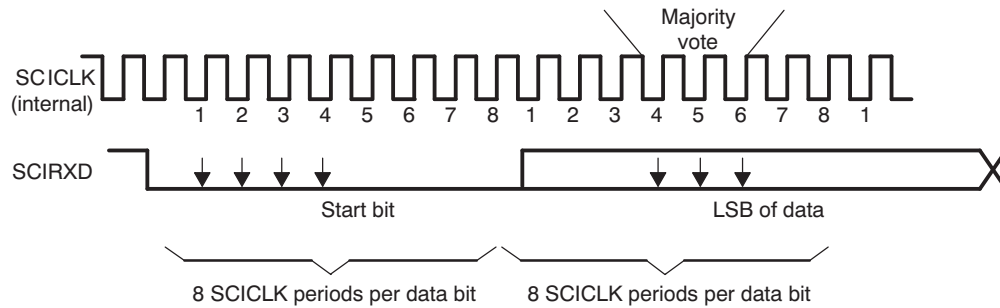 Majority
vote
SCICLK
(internal)
1 2 3 4 5 6 7 8 1 2 3 4 5 6 7 8 1
SCIRXD
Start bit
LSB of data
8 SCICLK periods per data bit
8 SCICLK periods per data bit